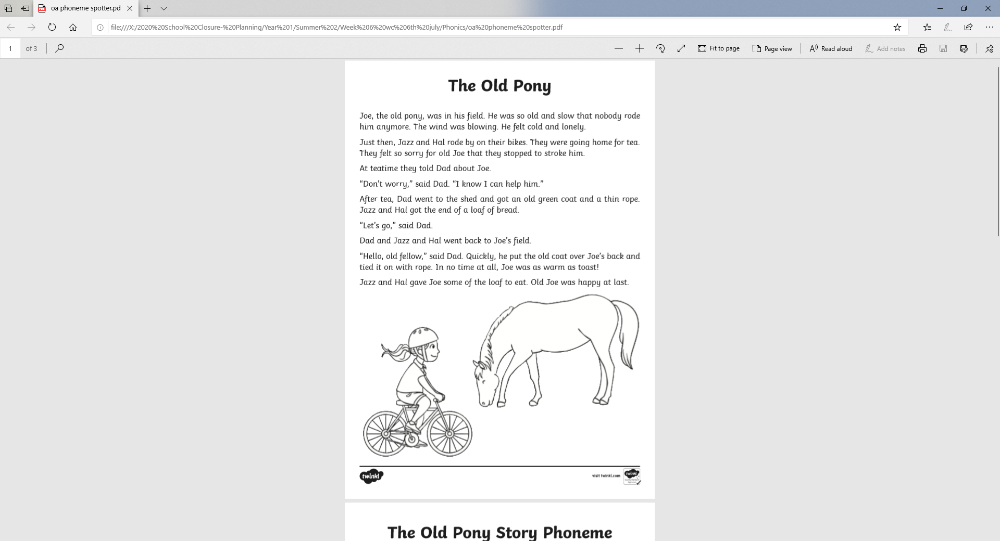 oa phoneme spotter.pd
file:///X:/2020%20School%20Closure-%20Planning/Year%201/Summer%202/Week%206%20wc%206th%20july/Phonics/oa%20phoneme%20spotter.pdf
1 of 3
Fit to page
Page view
Read aloud
Add notes
The Old Pony
Joe, the old pony, was in his field. He was so old and slow that nobody rode
him anymore. The wind was blowing. He felt cold and lonely.
Just then, Jazz and Hal rode by on their bikes. They were going home for tea.
They felt so sorry for old Joe that they stopped to stroke him.
At teatime they told Dad about Joe.
“Don’t worry,” said Dad. “I know I can help him.”
After tea, Dad went to the shed and got an old green coat and a thin rope.
Jazz and Hal got the end of a loaf of bread.
“Let’s go,” said Dad.
Dad and Jazz and Hal went back to Joe’s field.
“Hello, old fellow,” said Dad. Quickly, he put the old coat over Joe’s back and
tied it on with rope. In no time at all, Joe was as warm as toast!
Jazz and Hal gave Joe some of the loaf to eat. Old Joe was happy at last.
twinkl
visit twinkl.com
twinkl
The Old Pony Story Phoneme